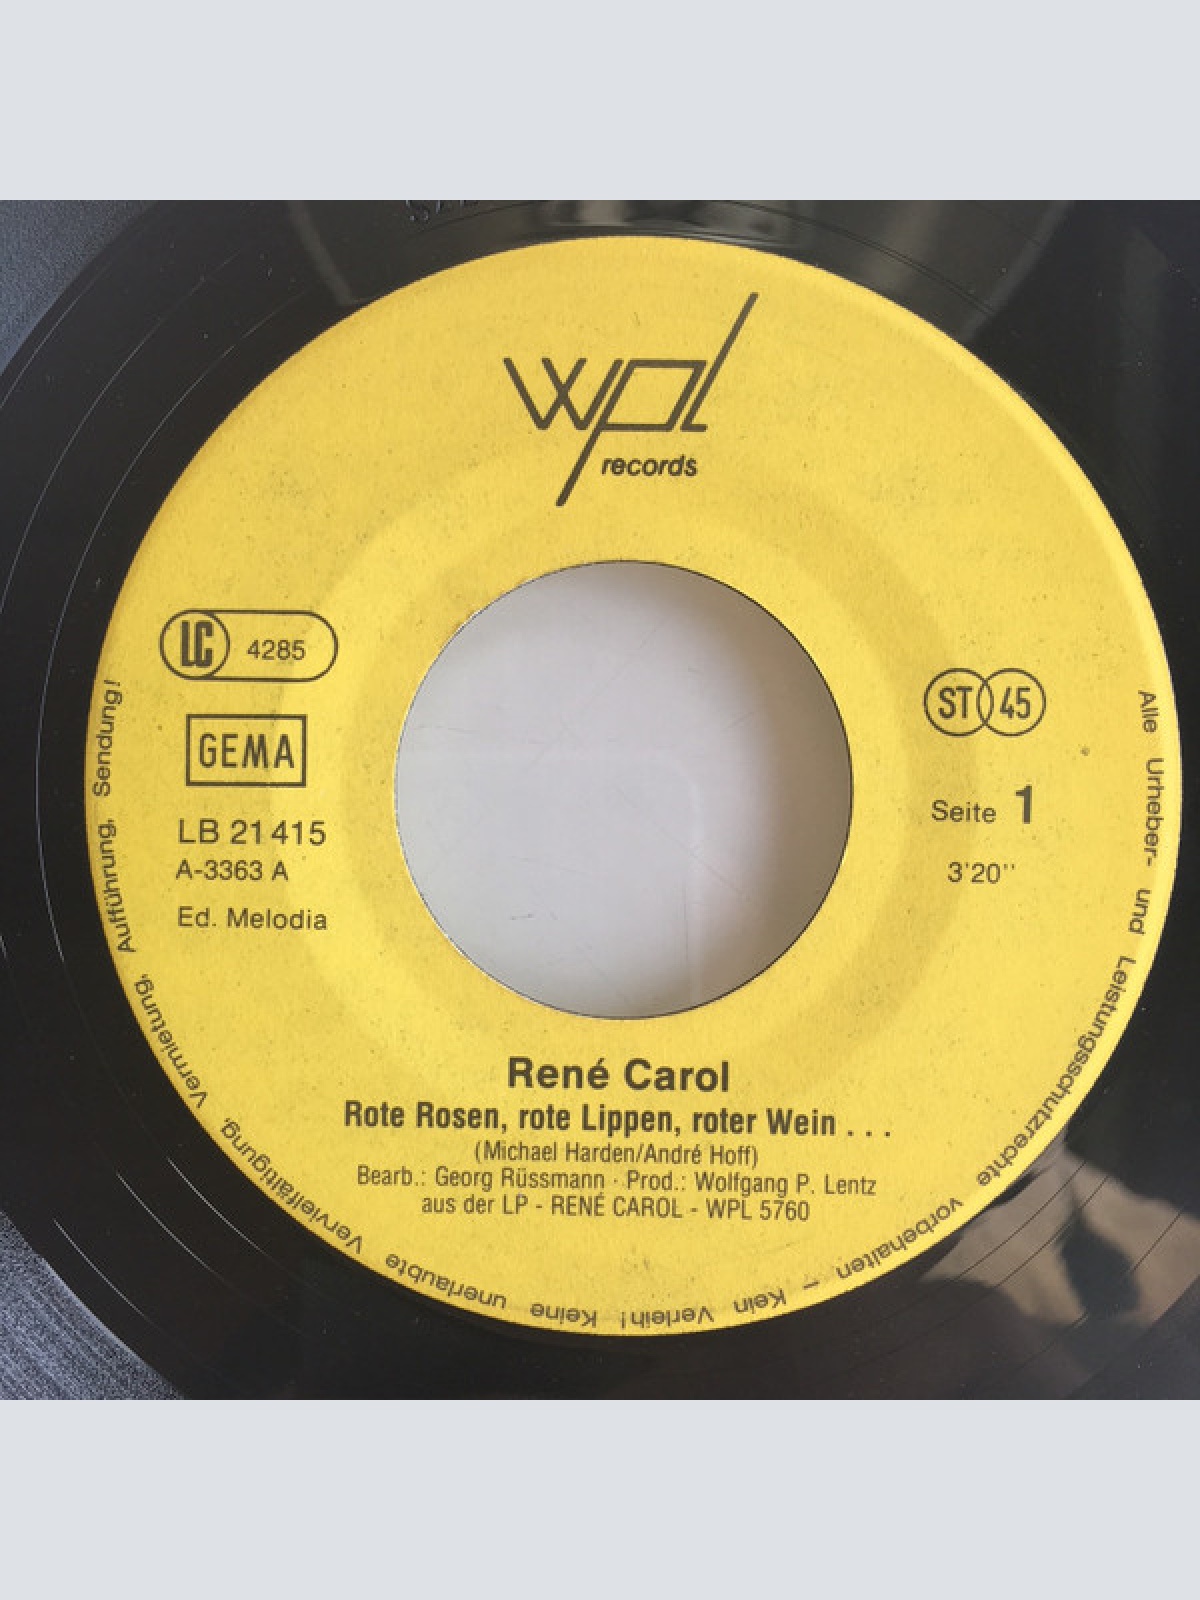 wpl
records
LC 4285
GEMA
LB 21415
A-3363 A
Ed. Melodia
ST 45
Seite 1
3'20''
René Carol
Rote Rosen, rote Lippen, roter Wein . . .
(Michael Harden/André Hoff)
Bearb.: Georg Rüssmann · Prod.: Wolfgang P. Lentz
aus der LP - RENÉ CAROL - WPL 5760
Alle Urheber- und Leistungsschutzrechte vorbehalten – Kein Verleih! Keine unerlaubte Vervielfältigung, Vermietung, Aufführung, Sendung!